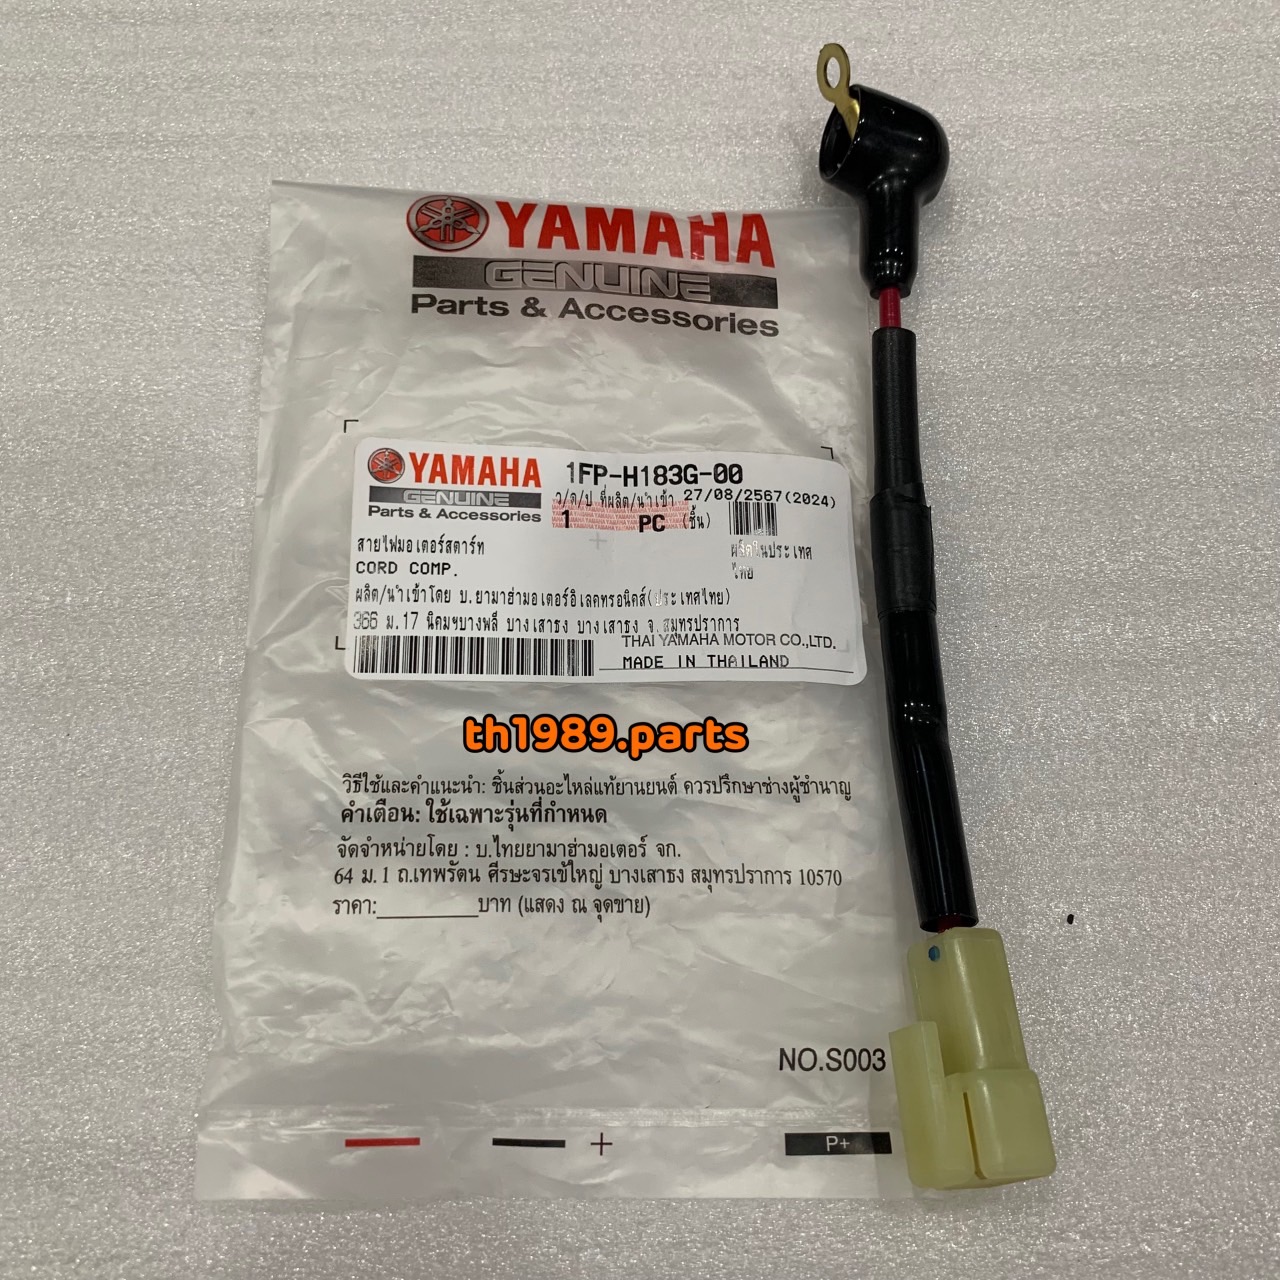 YAMAHA
GENUINE
Parts & Accessories
YAMAHA
GENUINE
Parts & Accessories
1FP-H183G-00
ว/ด/ป ที่ผลิต/นำเข้า 27/08/2567(2024)
1 PC (ชิ้น)
สายไฟมอเตอร์สตาร์ท
CORD COMP.
ผลิตในประเทศ
ไทย
ผลิต/นำเข้าโดย บ.ยามาฮ่ามอเตอร์อิเลคทรอนิคส์(ประเทศไทย)
366 ม.17 นิคมฯบางพลี บางเสาธง บางเสาธง จ.สมุทรปราการ
THAI YAMAHA MOTOR CO.,LTD.
MADE IN THAILAND
th1989.parts
วิธีใช้และคำแนะนำ: ชิ้นส่วนอะไหล่แท้ยานยนต์ ควรปรึกษาช่างผู้ชำนาญ
คำเตือน: ใช้เฉพาะรุ่นที่กำหนด
จัดจำหน่ายโดย : บ.ไทยยามาฮ่ามอเตอร์ จก.
64 ม.1 ถ.เทพรัตน ศีรษะจรเข้ใหญ่ บางเสาธง สมุทรปราการ 10570
ราคา:__________บาท (แสดง ณ จุดขาย)
NO.S003
P+